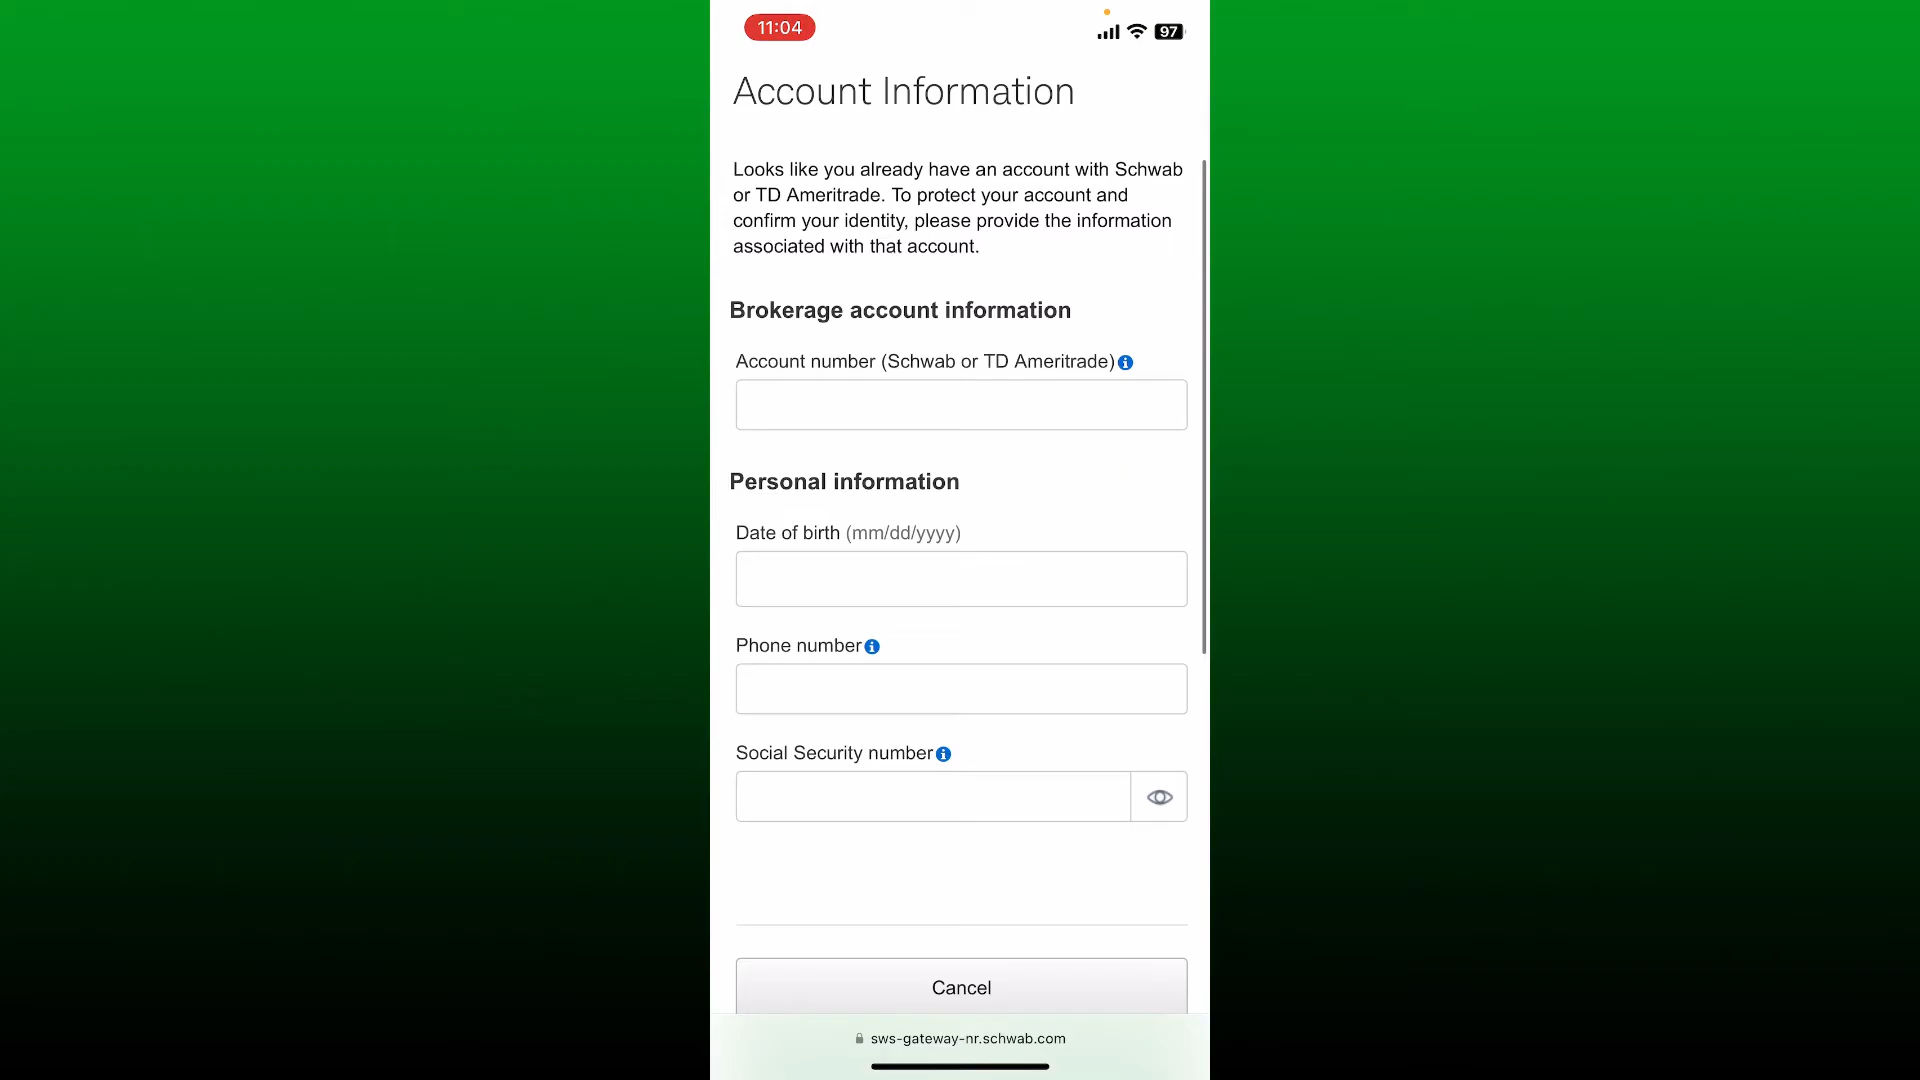 11:04
97
Account Information
Looks like you already have an account with Schwab
or TD Ameritrade. To protect your account and
confirm your identity, please provide the information
associated with that account.
Brokerage account information
Account number (Schwab or TD Ameritrade)
Personal information
Date of birth (mm/dd/yyyy)
Phone number
Social Security number
Cancel
sws-gateway-nr.schwab.com